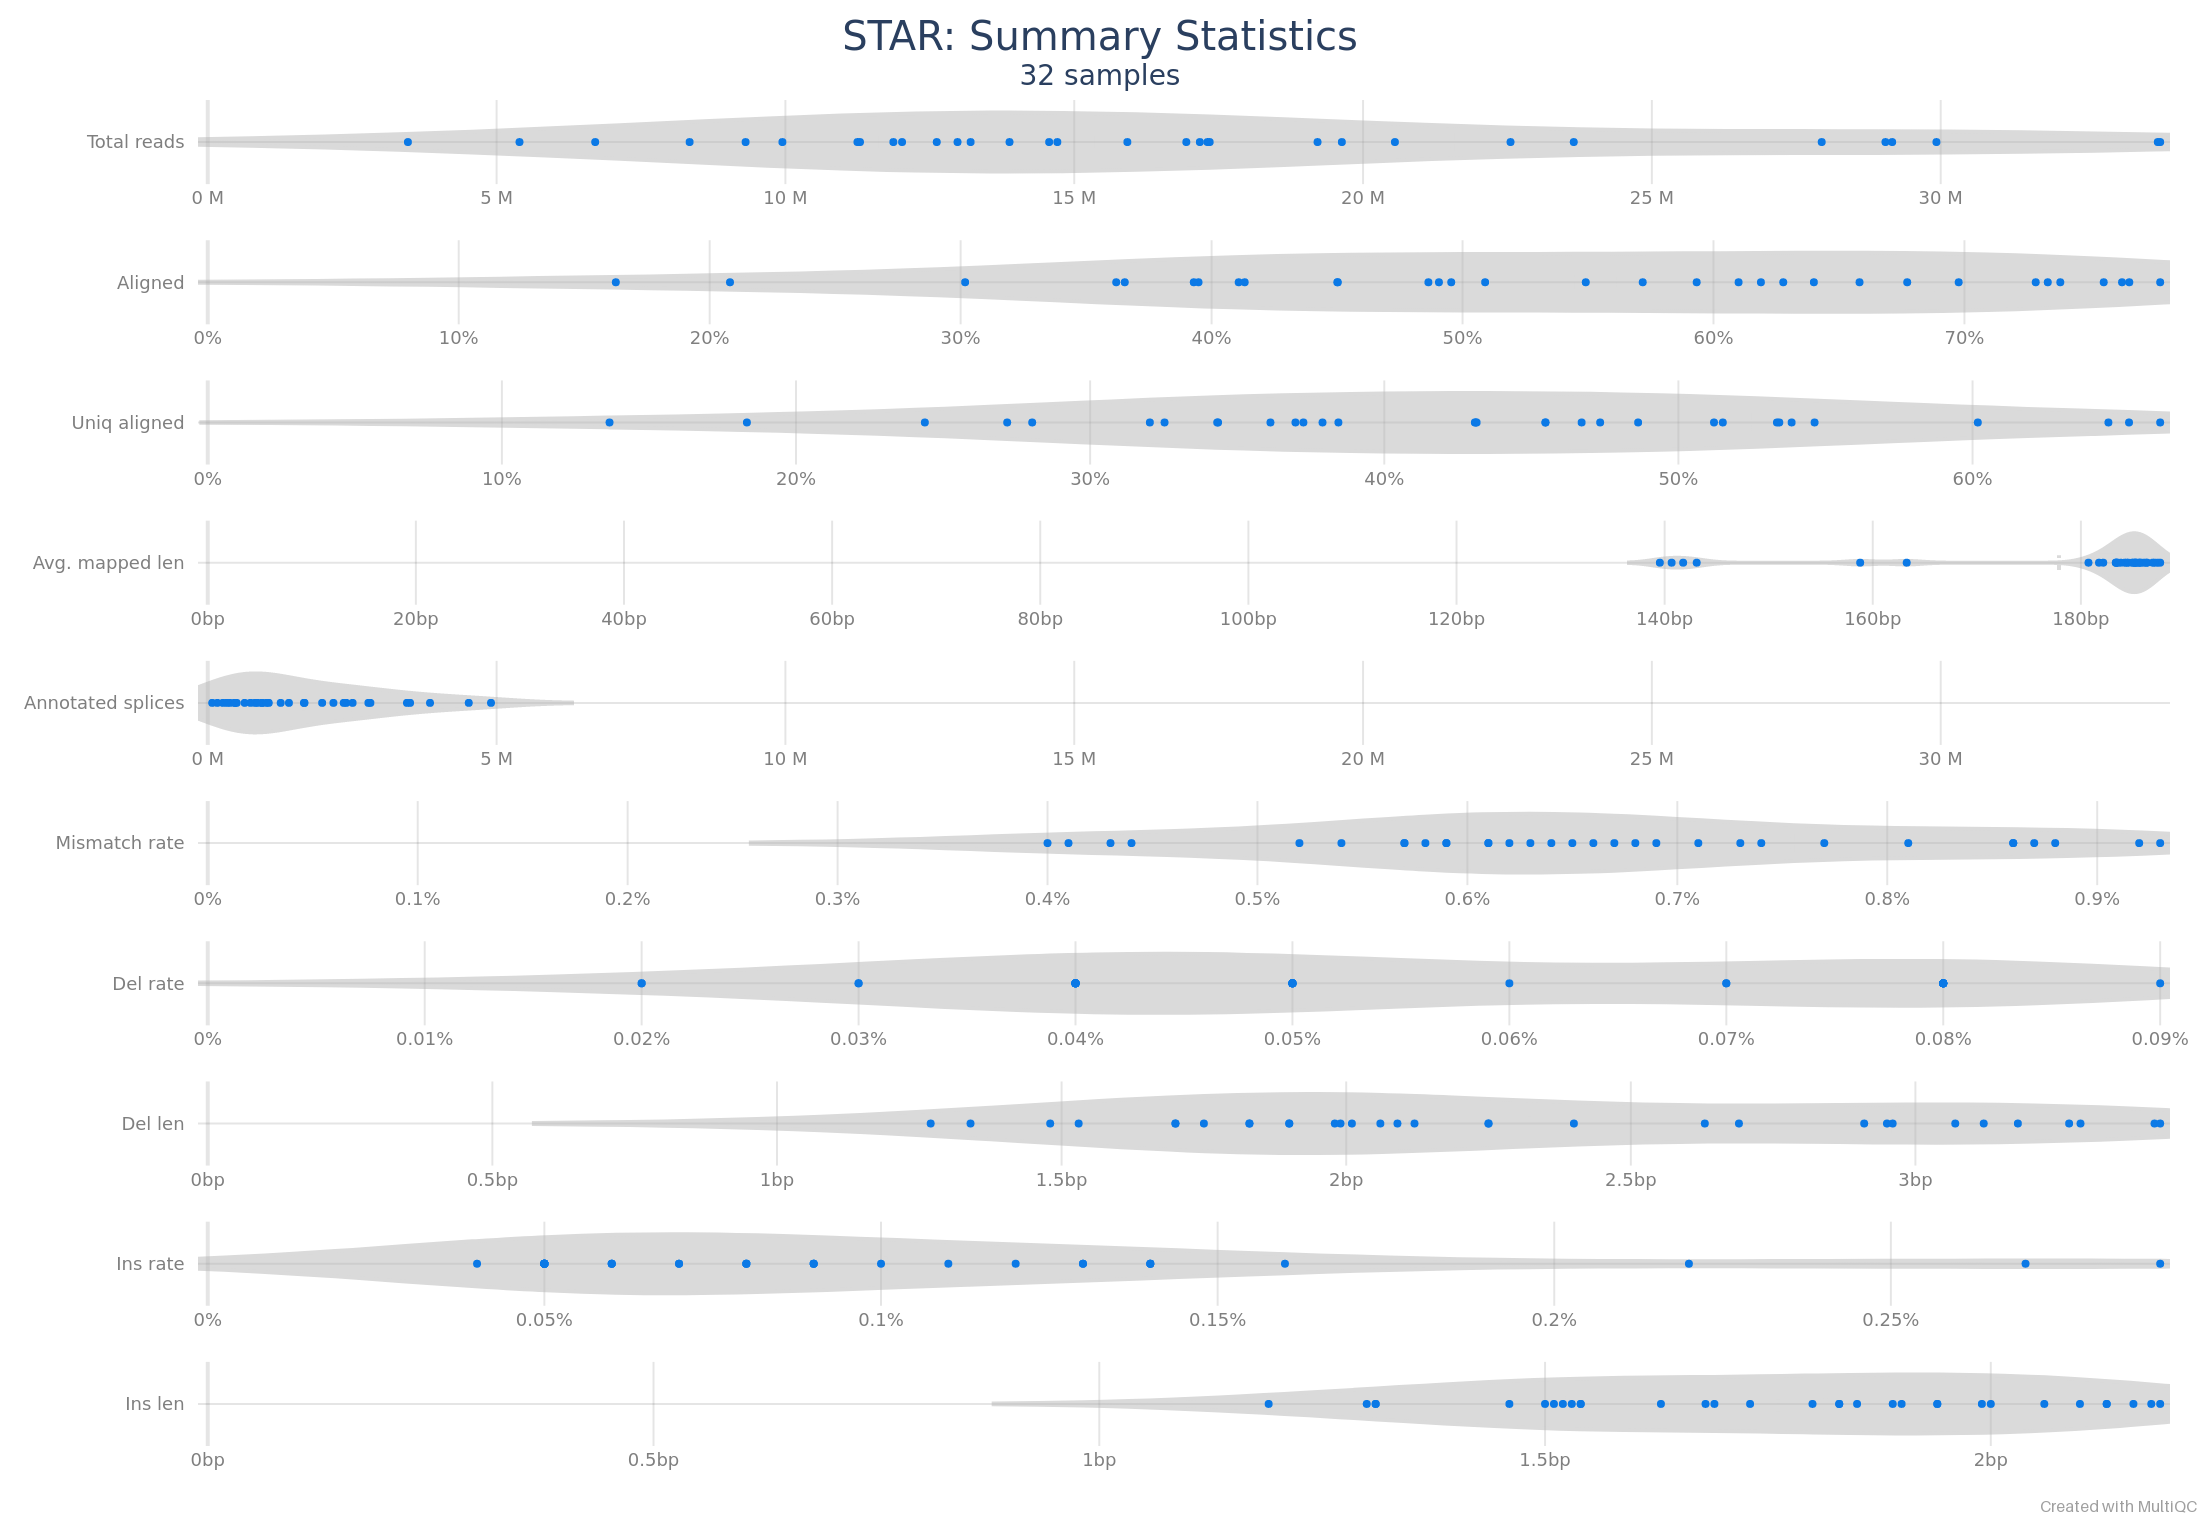 STAR: Summary Statistics
32 samples
Total reads
0 M 5 M 10 M 15 M 20 M 25 M 30 M
Aligned
0% 10% 20% 30% 40% 50% 60% 70%
Uniq aligned
0% 10% 20% 30% 40% 50% 60%
Avg. mapped len
0bp 20bp 40bp 60bp 80bp 100bp 120bp 140bp 160bp 180bp
Annotated splices
0 M 5 M 10 M 15 M 20 M 25 M 30 M
Mismatch rate
0% 0.1% 0.2% 0.3% 0.4% 0.5% 0.6% 0.7% 0.8% 0.9%
Del rate
0% 0.01% 0.02% 0.03% 0.04% 0.05% 0.06% 0.07% 0.08% 0.09%
Del len
0bp 0.5bp 1bp 1.5bp 2bp 2.5bp 3bp
Ins rate
0% 0.05% 0.1% 0.15% 0.2% 0.25%
Ins len
0bp 0.5bp 1bp 1.5bp 2bp
Created with MultiQC